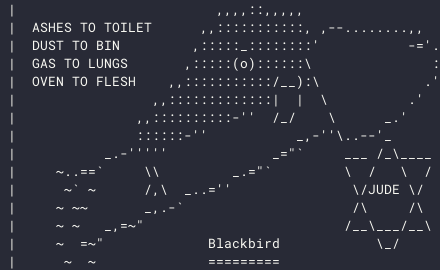 ASHES TO TOILET
DUST TO BIN
GAS TO LUNGS
OVEN TO FLESH
JUDE
Blackbird